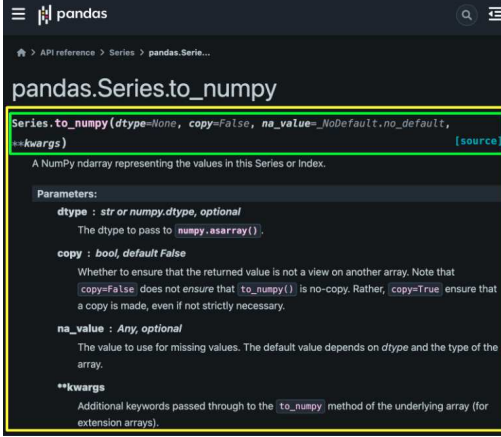 pandas
> API reference > Series > pandas.Serie...
pandas.Series.to_numpy
Series.to_numpy(dtype=None, copy=False, na_value=_NoDefault.no_default,
**kwargs)
[source]
A NumPy ndarray representing the values in this Series or Index.
Parameters:
dtype : str or numpy.dtype, optional
The dtype to pass to numpy.asarray().
copy : bool, default False
Whether to ensure that the returned value is not a view on another array. Note that
copy=False does not ensure that to_numpy() is no-copy. Rather, copy=True ensure that
a copy is made, even if not strictly necessary.
na_value : Any, optional
The value to use for missing values. The default value depends on dtype and the type of the
array.
**kwargs
Additional keywords passed through to the to_numpy method of the underlying array (for
extension arrays).